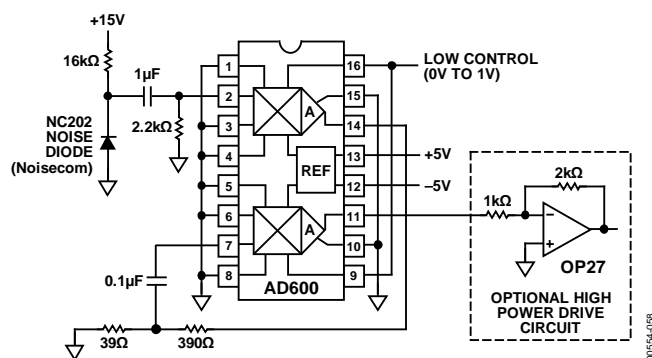 +15V
16kΩ
1µF
NC202
NOISE
DIODE
(Noisecom)
2.2kΩ
1
2
3
4
5
6
7
8
16
15
14
13
12
11
10
9
A
REF
A
AD600
LOW CONTROL
(0V TO 1V)
+5V
–5V
0.1µF
39Ω
390Ω
1kΩ
2kΩ
–
+
OP27
OPTIONAL HIGH
POWER DRIVE
CIRCUIT
00554-058